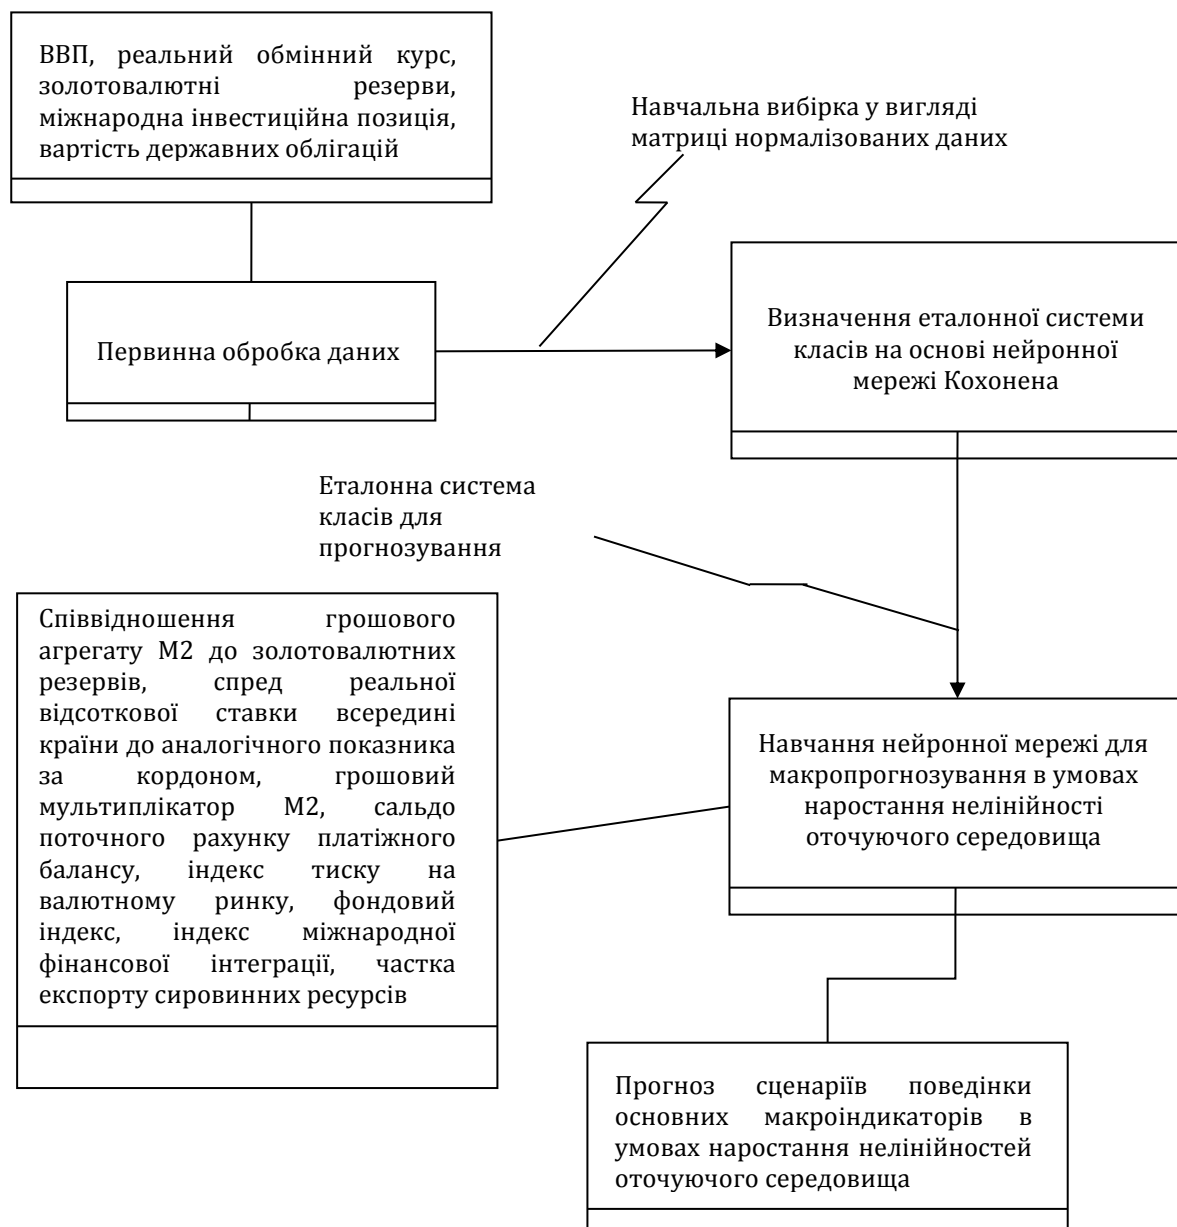 ВВП, реальний обмінний курс,
золотовалютні резерви,
міжнародна інвестиційна позиція,
вартість державних облігацій
Навчальна вибірка у вигляді
матриці нормалізованих даних
Первинна обробка даних
Визначення еталонної системи
класів на основі нейронної
мережі Кохонена
Еталонна система
класів для
прогнозування
Співвідношення грошового
агрегату М2 до золотовалютних
резервів, спред реальної
відсоткової ставки всередині
країни до аналогічного показника
за кордоном, грошовий
мультиплікатор М2, сальдо
поточного рахунку платіжного
балансу, індекс тиску на
валютному ринку, фондовий
індекс, індекс міжнародної
фінансової інтеграції, частка
експорту сировинних ресурсів
Навчання нейронної мережі для
макропрогнозування в умовах
наростання нелінійності
оточуючого середовища
Прогноз сценаріїв поведінки
основних макроіндикаторів в
умовах наростання нелінійностей
оточуючого середовища